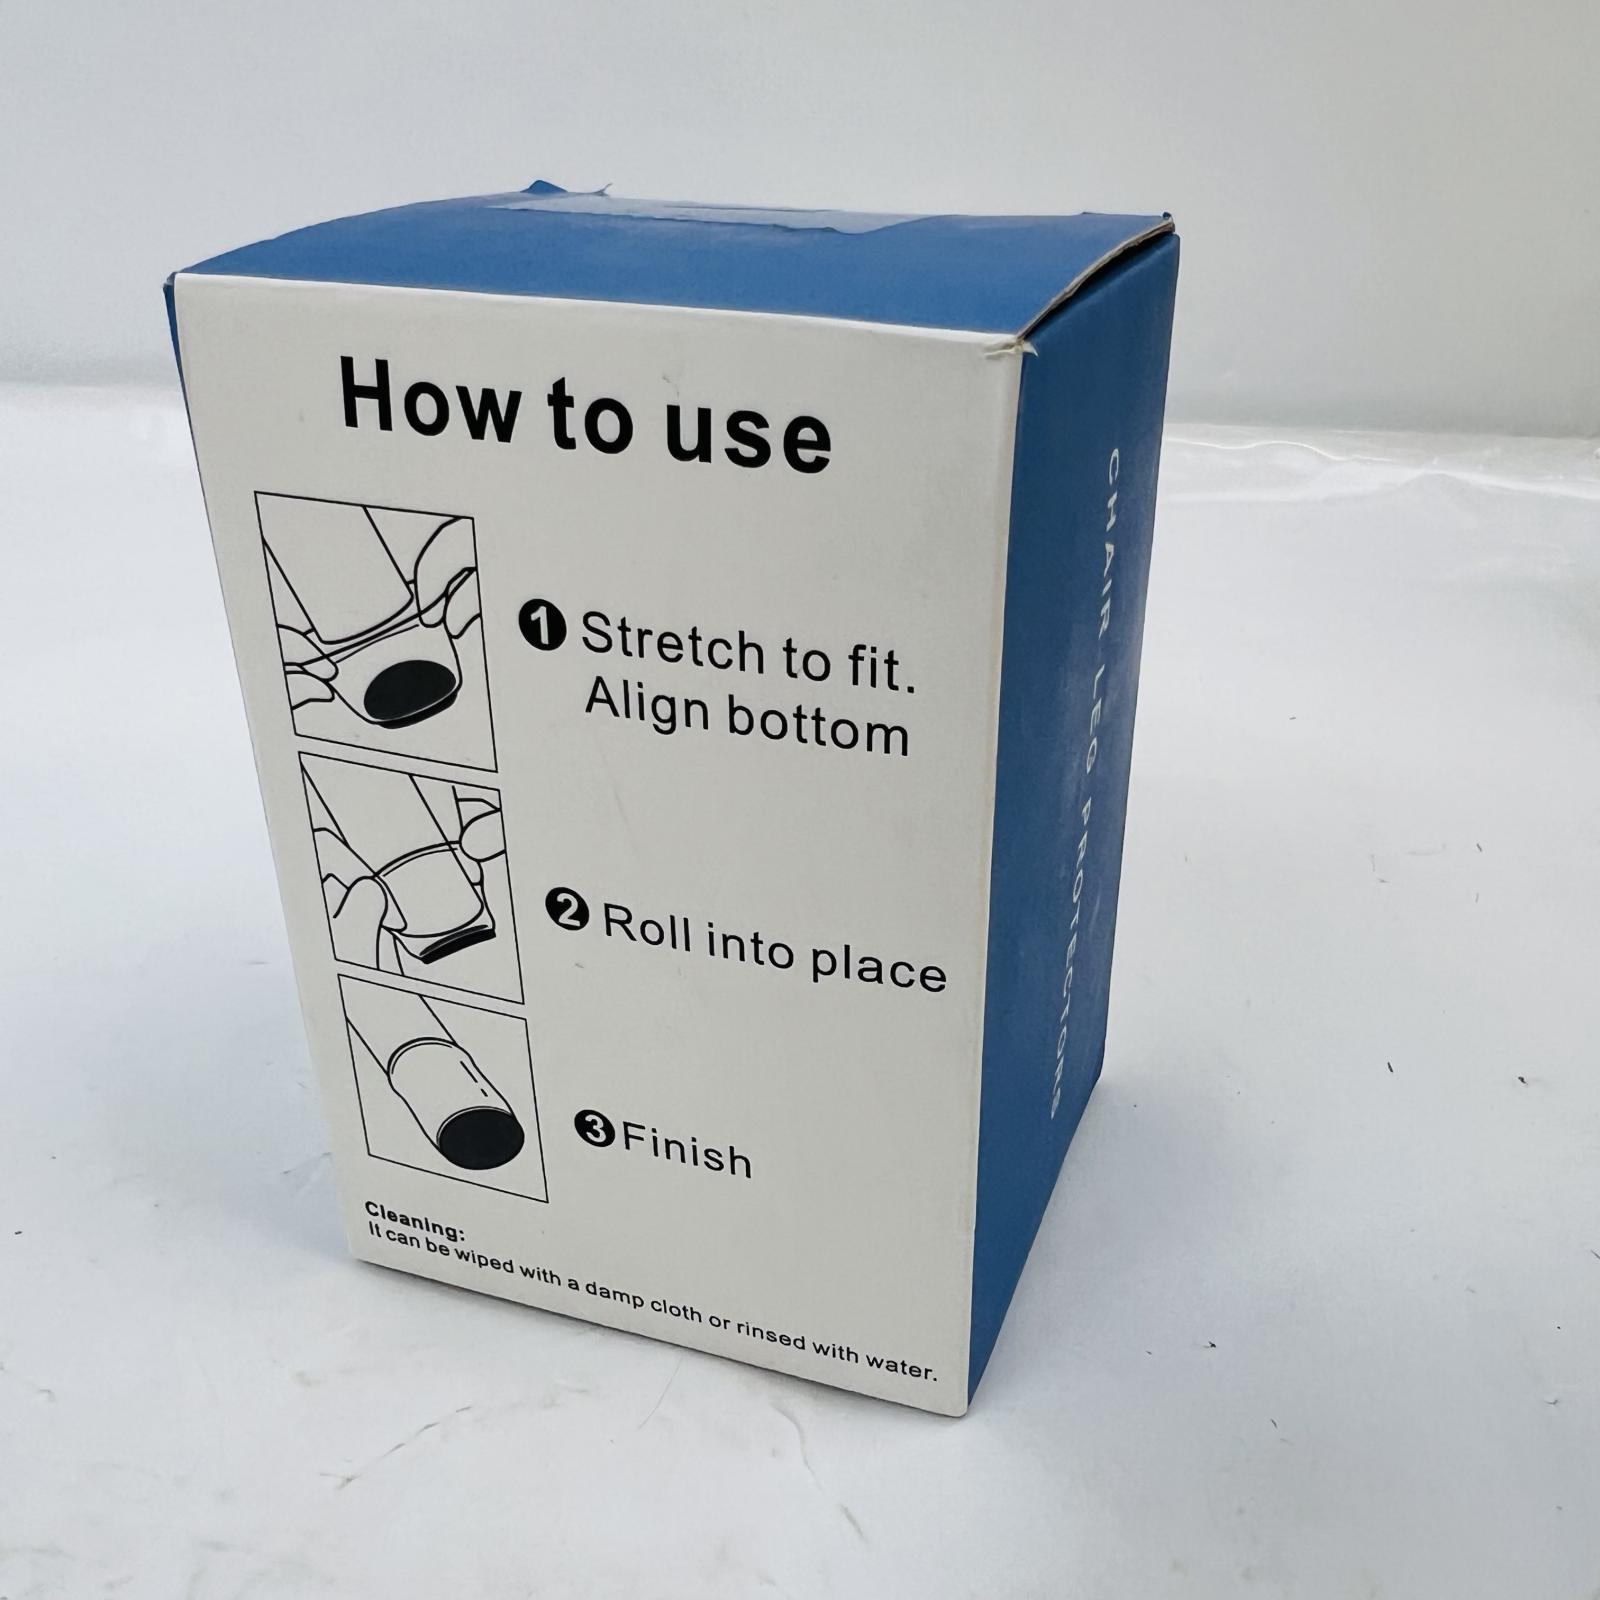 How to use
1 Stretch to fit.
Align bottom
2 Roll into place
3 Finish
Cleaning:
It can be wiped with a damp cloth or rinsed with water.
CHAIR LEG PROTECTORS